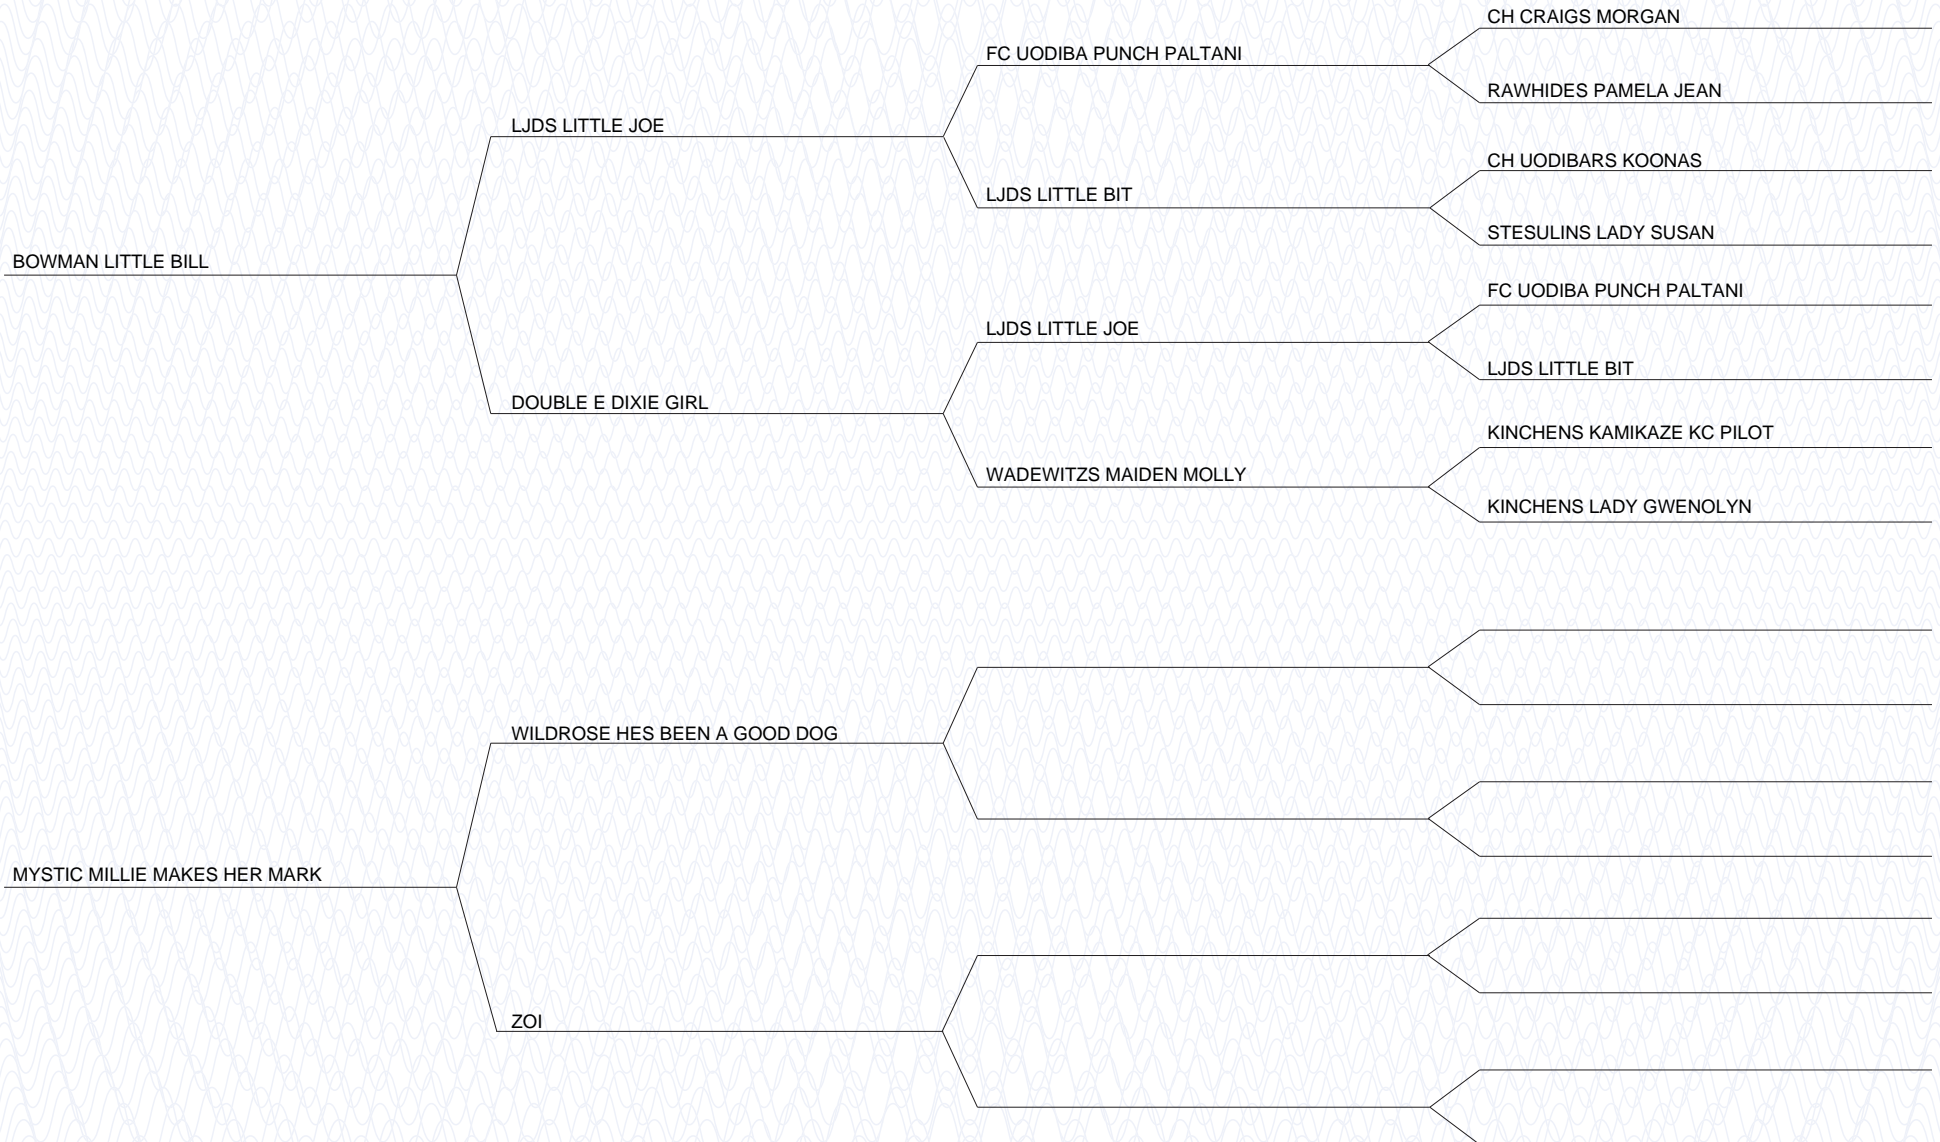 CH CRAIGS MORGAN
FC UODIBA PUNCH PALTANI
RAWHIDES PAMELA JEAN
LJDS LITTLE JOE
CH UODIBARS KOONAS
LJDS LITTLE BIT
STESULINS LADY SUSAN
BOWMAN LITTLE BILL
FC UODIBA PUNCH PALTANI
LJDS LITTLE JOE
LJDS LITTLE BIT
DOUBLE E DIXIE GIRL
KINCHENS KAMIKAZE KC PILOT
WADEWITZS MAIDEN MOLLY
KINCHENS LADY GWENOLYN
WILDROSE HES BEEN A GOOD DOG
MYSTIC MILLIE MAKES HER MARK
ZOI